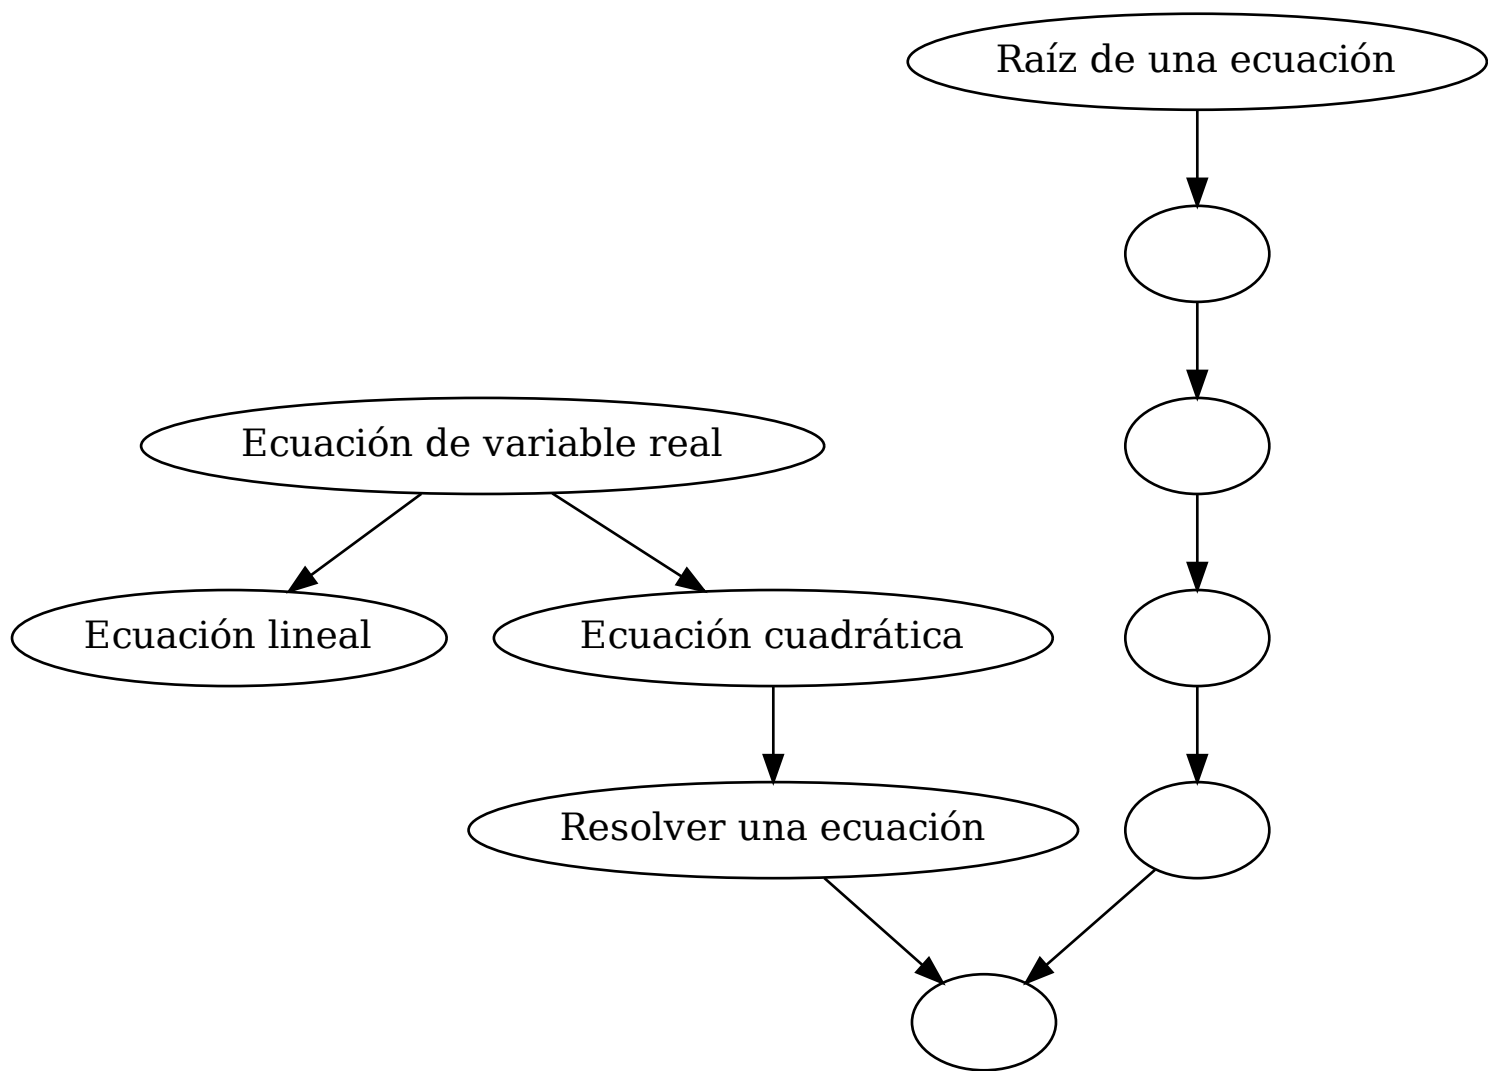 Raíz de una ecuación
Ecuación de variable real
Ecuación lineal
Ecuación cuadrática
Resolver una ecuación